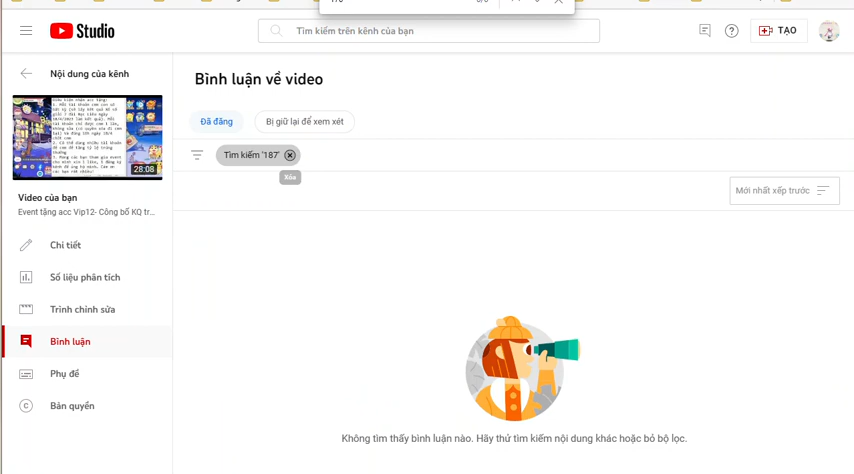 Studio
Tìm kiếm trên kênh của bạn
TẠO
Nội dung của kênh
28:08
Video của bạn
Event tặng acc Vip12- Công bố KQ tr...
Chi tiết
Số liệu phân tích
Trình chỉnh sửa
Bình luận
Phụ đề
Bản quyền
Bình luận về video
Đã đăng
Bị giữ lại để xem xét
Tìm kiếm '187'
Xóa
Mới nhất xếp trước
Không tìm thấy bình luận nào. Hãy thử tìm kiếm nội dung khác hoặc bỏ bộ lọc.